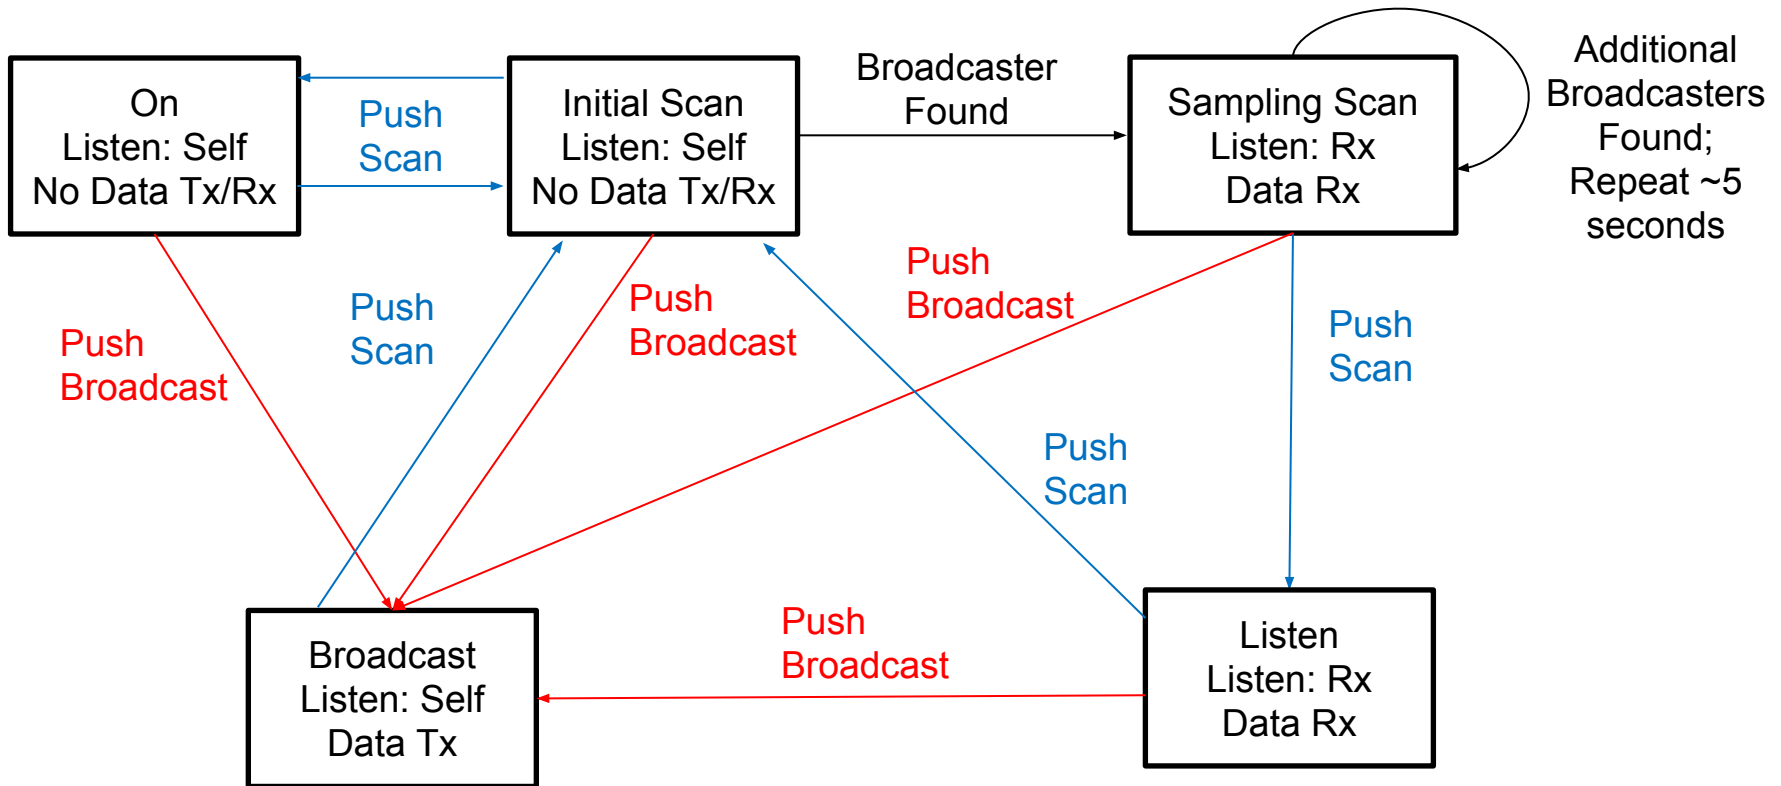 On
Listen: Self
No Data Tx/Rx
Push
Scan
Initial Scan
Listen: Self
No Data Tx/Rx
Broadcaster
Found
Sampling Scan
Listen: Rx
Data Rx
Additional
Broadcasters
Found;
Repeat ~5
seconds
Push
Broadcast
Push
Scan
Push
Broadcast
Push
Broadcast
Push
Scan
Push
Scan
Broadcast
Listen: Self
Data Tx
Push
Broadcast
Listen
Listen: Rx
Data Rx